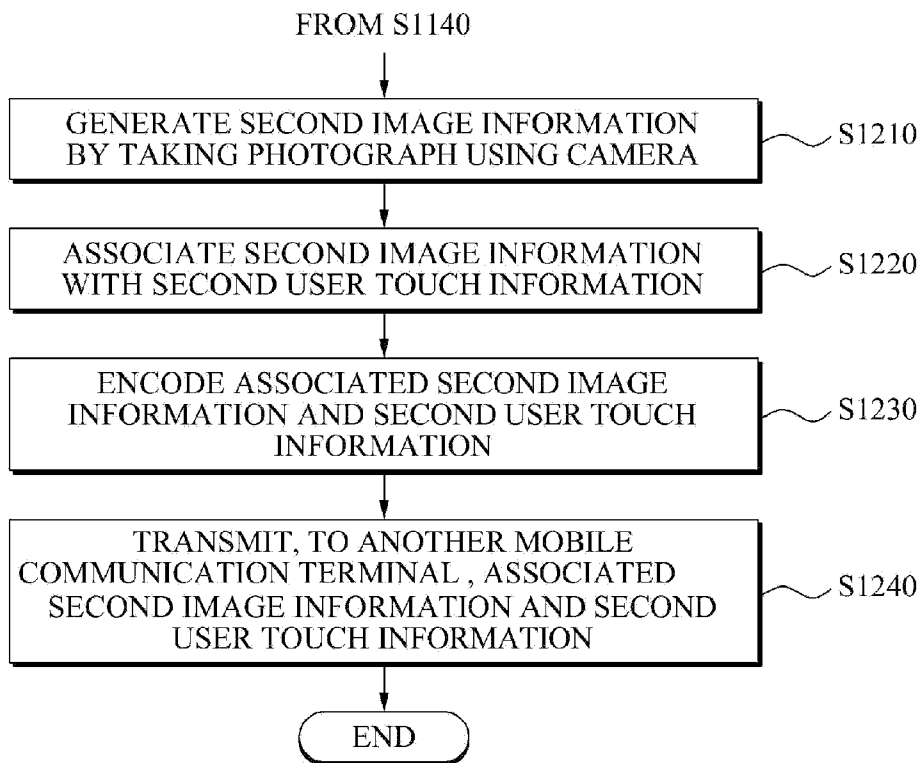 FROM S1140
GENERATE SECOND IMAGE INFORMATION
BY TAKING PHOTOGRAPH USING CAMERA
S1210
ASSOCIATE SECOND IMAGE INFORMATION
WITH SECOND USER TOUCH INFORMATION
S1220
ENCODE ASSOCIATED SECOND IMAGE
INFORMATION AND SECOND USER TOUCH
INFORMATION
S1230
TRANSMIT, TO ANOTHER MOBILE
COMMUNICATION TERMINAL , ASSOCIATED
SECOND IMAGE INFORMATION AND SECOND
USER TOUCH INFORMATION
S1240
END